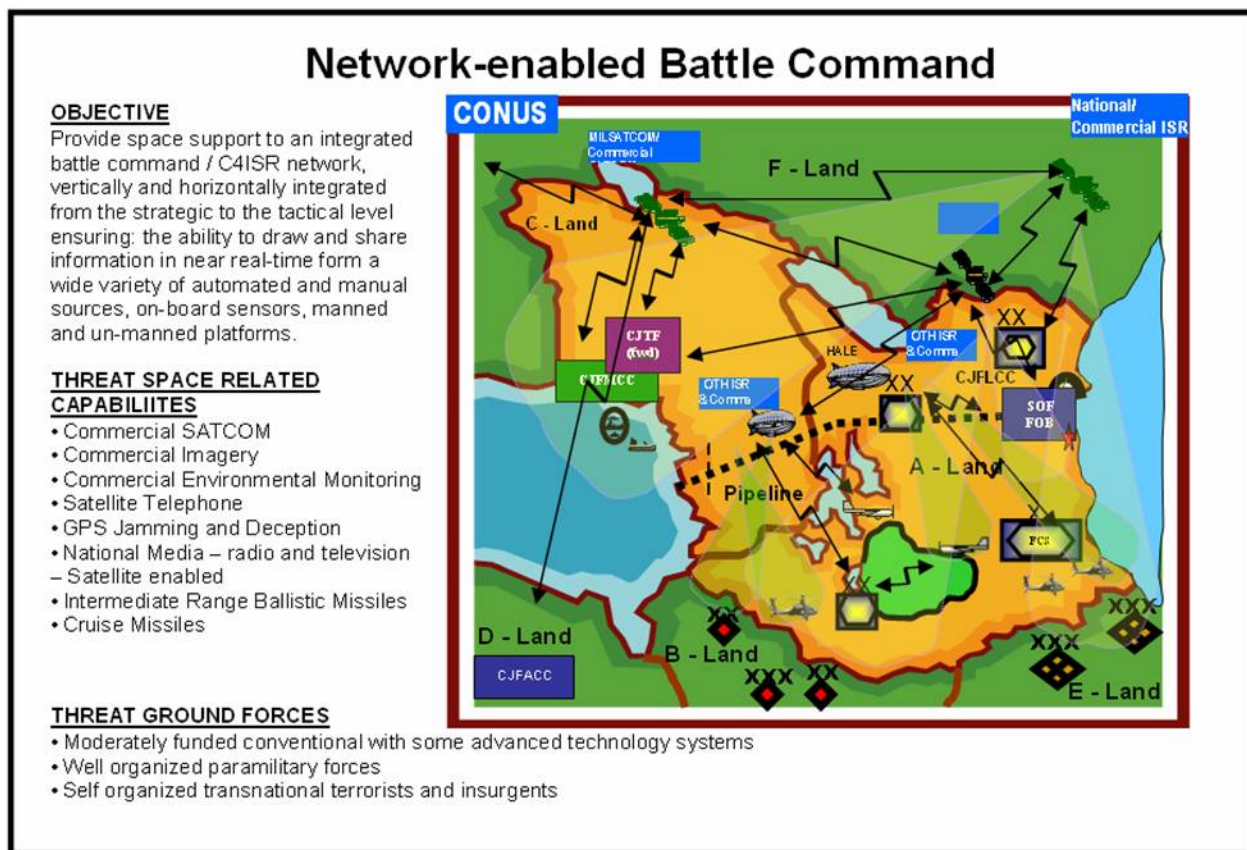 Network-enabled Battle Command
OBJECTIVE
Provide space support to an integrated
battle command / C4ISR network,
vertically and horizontally integrated
from the strategic to the tactical level
ensuring: the ability to draw and share
information in near real-time form a
wide variety of automated and manual
sources, on-board sensors, manned
and un-manned platforms.
THREAT SPACE RELATED
CAPABILIITES
• Commercial SATCOM
• Commercial Imagery
• Commercial Environmental Monitoring
• Satellite Telephone
• GPS Jamming and Deception
• National Media – radio and television
– Satellite enabled
• Intermediate Range Ballistic Missiles
• Cruise Missiles
THREAT GROUND FORCES
• Moderately funded conventional with some advanced technology systems
• Well organized paramilitary forces
• Self organized transnational terrorists and insurgents
CONUS
National/
Commercial ISR
MILSATCOM/
Commercial
F - Land
C - Land
CJTF
(fwd)
CJFMCC
OTH ISR
& Comms
HALE
OTH ISR
& Comms
XX
XX
CJFLCC
SOF
FOB
A - Land
Pipeline
X
FCS
XX
D - Land
CJFACC
B - Land
XX
XXX
XX
XXX
XXX
E - Land